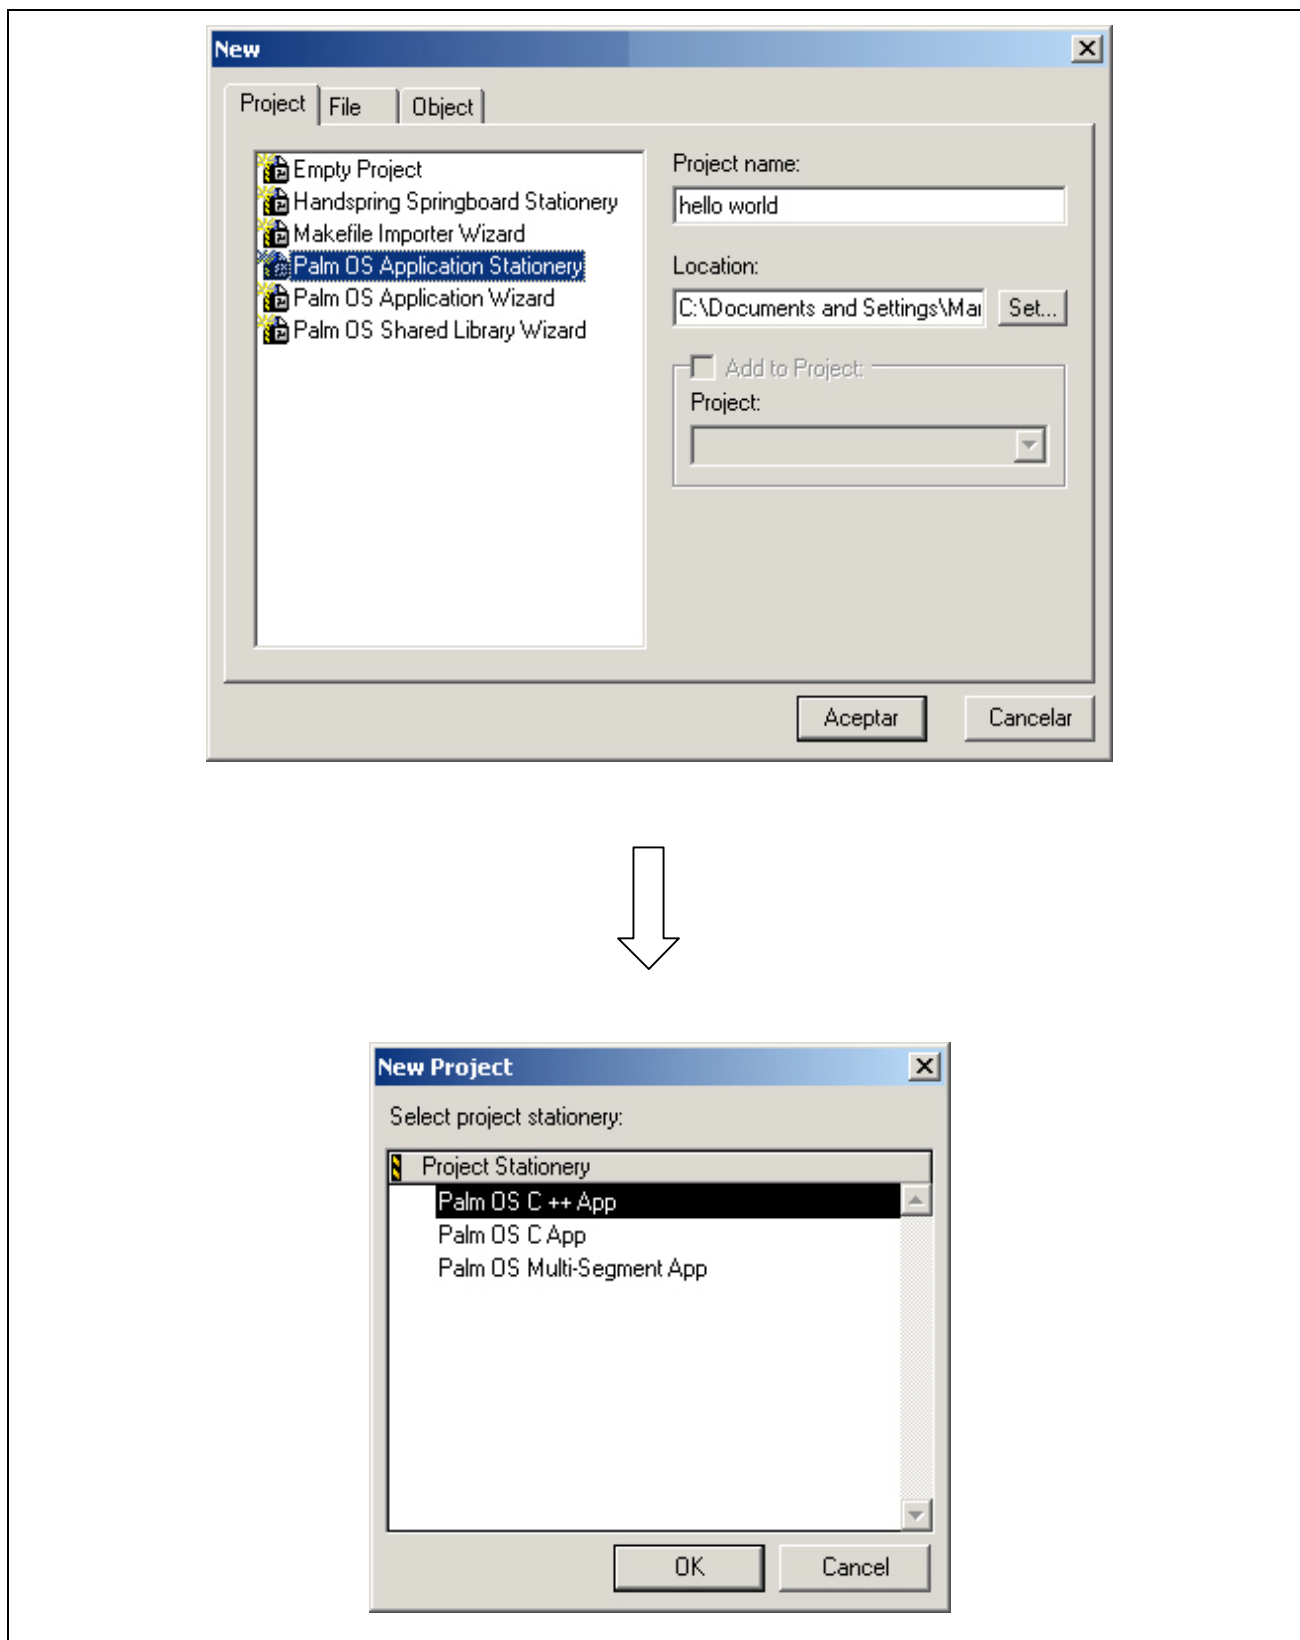 New
Project
File
Object
Empty Project
Handspring Springboard Stationery
Makefile Importer Wizard
Palm OS Application Stationery
Palm OS Application Wizard
Palm OS Shared Library Wizard
Project name:
hello world
Location:
C:\Documents and Settings\Mar
Set...
Add to Project:
Project:
Aceptar
Cancelar
New Project
Select project stationery:
Project Stationery
Palm OS C ++ App
Palm OS C App
Palm OS Multi-Segment App
OK
Cancel